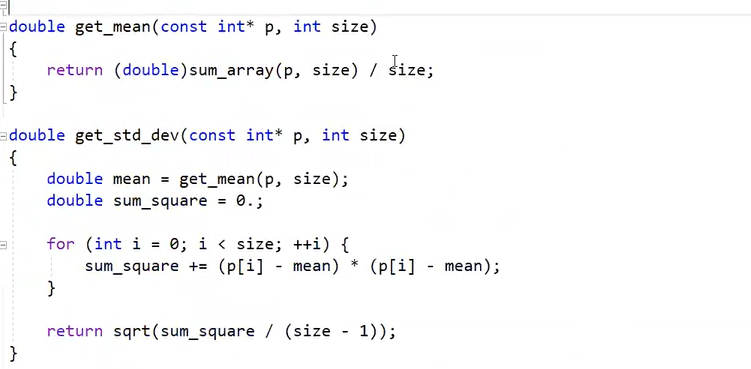 double get_mean(const int* p, int size)
{
    return (double)sum_array(p, size) / size;
}
double get_std_dev(const int* p, int size)
{
    double mean = get_mean(p, size);
    double sum_square = 0.;
    for (int i = 0; i < size; ++i) {
        sum_square += (p[i] - mean) * (p[i] - mean);
    }
    return sqrt(sum_square / (size - 1));
}